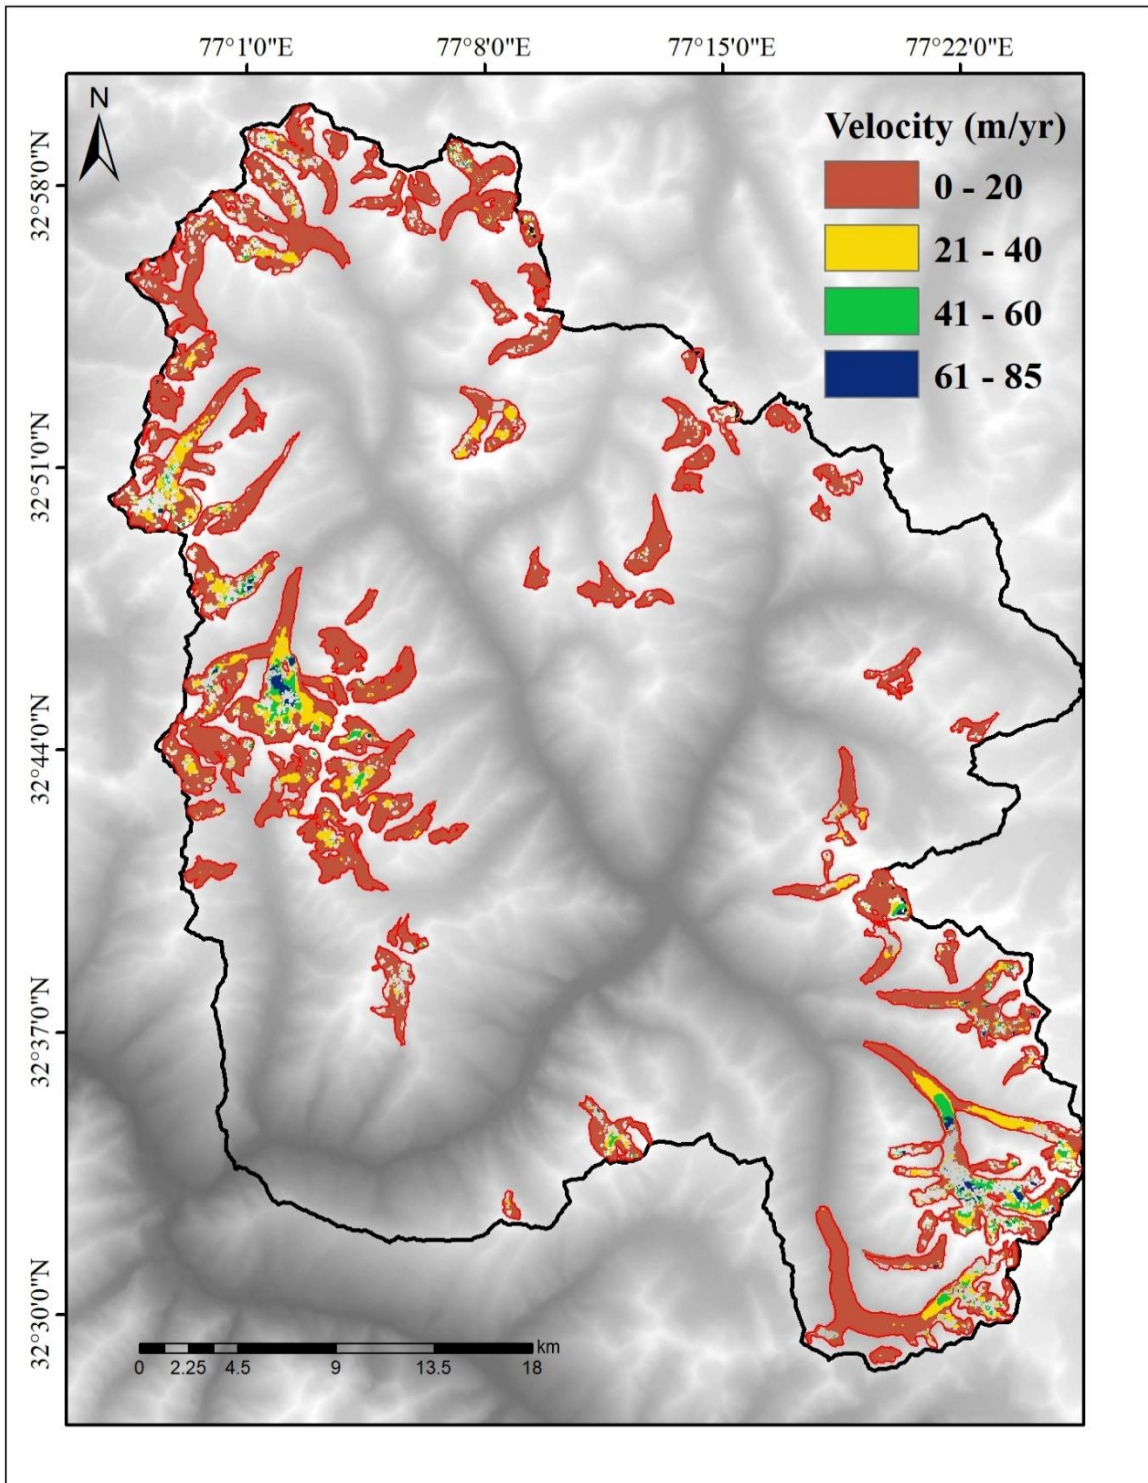 77°1'0"E 77°8'0"E 77°15'0"E 77°22'0"E
N
Velocity (m/yr)
0 - 20
21 - 40
41 - 60
61 - 85
32°58'0"N
32°51'0"N
32°44'0"N
32°37'0"N
32°30'0"N
km
0 2.25 4.5 9 13.5 18